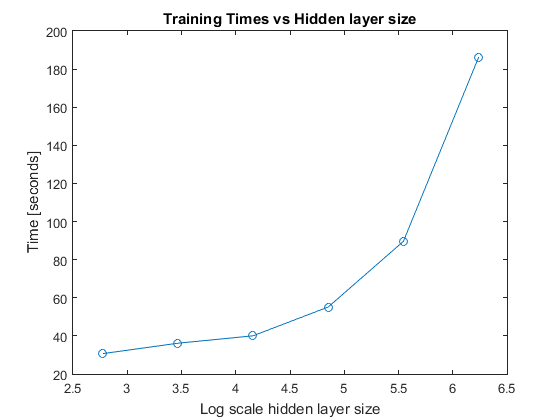 Training Times vs Hidden layer size
200
180
160
140
120
100
80
60
40
20
Time [seconds]
2.5 3 3.5 4 4.5 5 5.5 6 6.5
Log scale hidden layer size